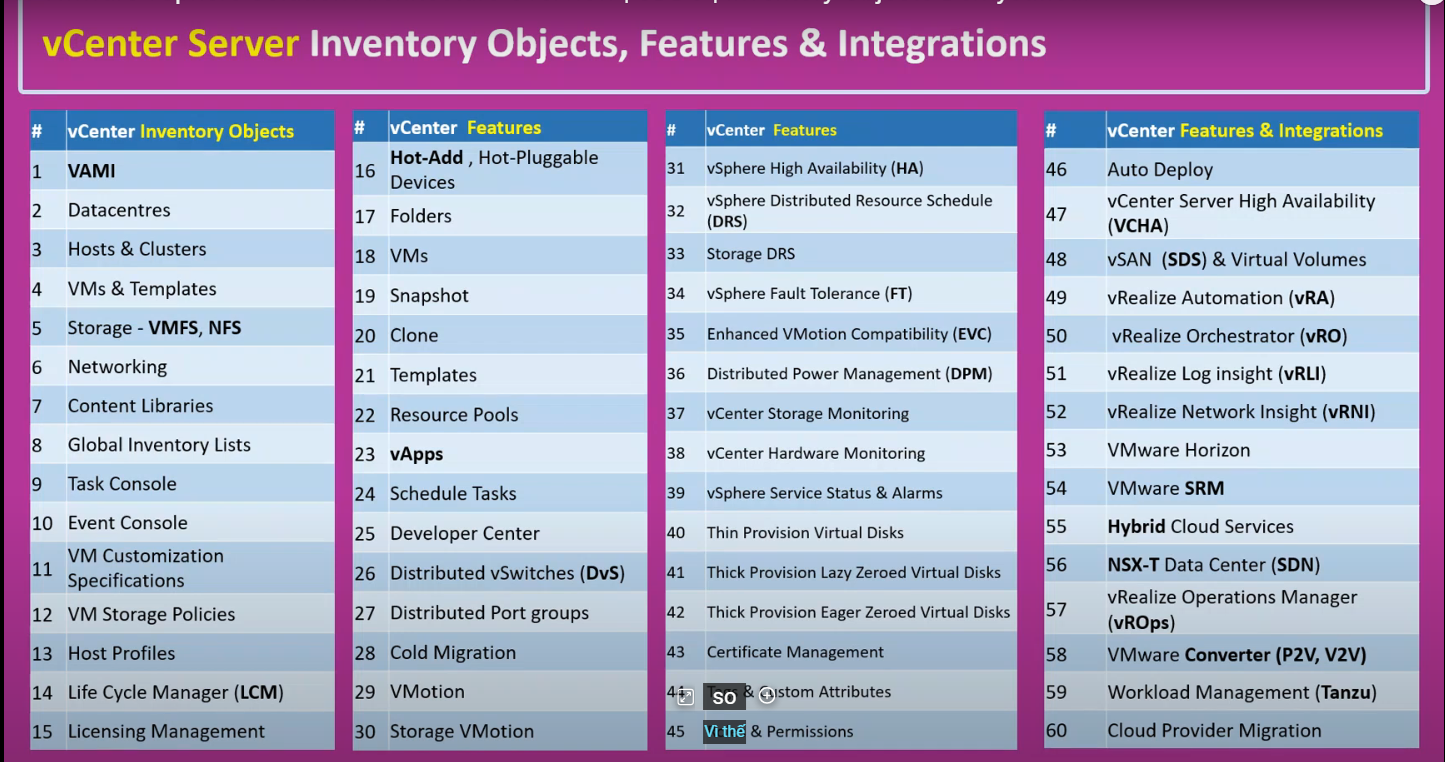 vCenter Server Inventory Objects, Features & Integrations
# vCenter Inventory Objects
1 VAMI
2 Datacentres
3 Hosts & Clusters
4 VMs & Templates
5 Storage - VMFS, NFS
6 Networking
7 Content Libraries
8 Global Inventory Lists
9 Task Console
10 Event Console
11 VM Customization
Specifications
12 VM Storage Policies
13 Host Profiles
14 Life Cycle Manager (LCM)
15 Licensing Management
# vCenter Features
16 Hot-Add , Hot-Pluggable
Devices
17 Folders
18 VMs
19 Snapshot
20 Clone
21 Templates
22 Resource Pools
23 vApps
24 Schedule Tasks
25 Developer Center
26 Distributed vSwitches (DvS)
27 Distributed Port groups
28 Cold Migration
29 VMotion
30 Storage VMotion
# vCenter Features
31 vSphere High Availability (HA)
32 vSphere Distributed Resource Schedule
(DRS)
33 Storage DRS
34 vSphere Fault Tolerance (FT)
35 Enhanced VMotion Compatibility (EVC)
36 Distributed Power Management (DPM)
37 vCenter Storage Monitoring
38 vCenter Hardware Monitoring
39 vSphere Service Status & Alarms
40 Thin Provision Virtual Disks
41 Thick Provision Lazy Zeroed Virtual Disks
42 Thick Provision Eager Zeroed Virtual Disks
43 Certificate Management
44 & Custom Attributes
so
45 & Permissions
Vì thế
# vCenter Features & Integrations
46 Auto Deploy
47 vCenter Server High Availability
(VCHA)
48 vSAN (SDS) & Virtual Volumes
49 vRealize Automation (vRA)
50 vRealize Orchestrator (vRO)
51 vRealize Log insight (vRLI)
52 vRealize Network Insight (vRNI)
53 VMware Horizon
54 VMware SRM
55 Hybrid Cloud Services
56 NSX-T Data Center (SDN)
57 vRealize Operations Manager
(vROps)
58 VMware Converter (P2V, V2V)
59 Workload Management (Tanzu)
60 Cloud Provider Migration